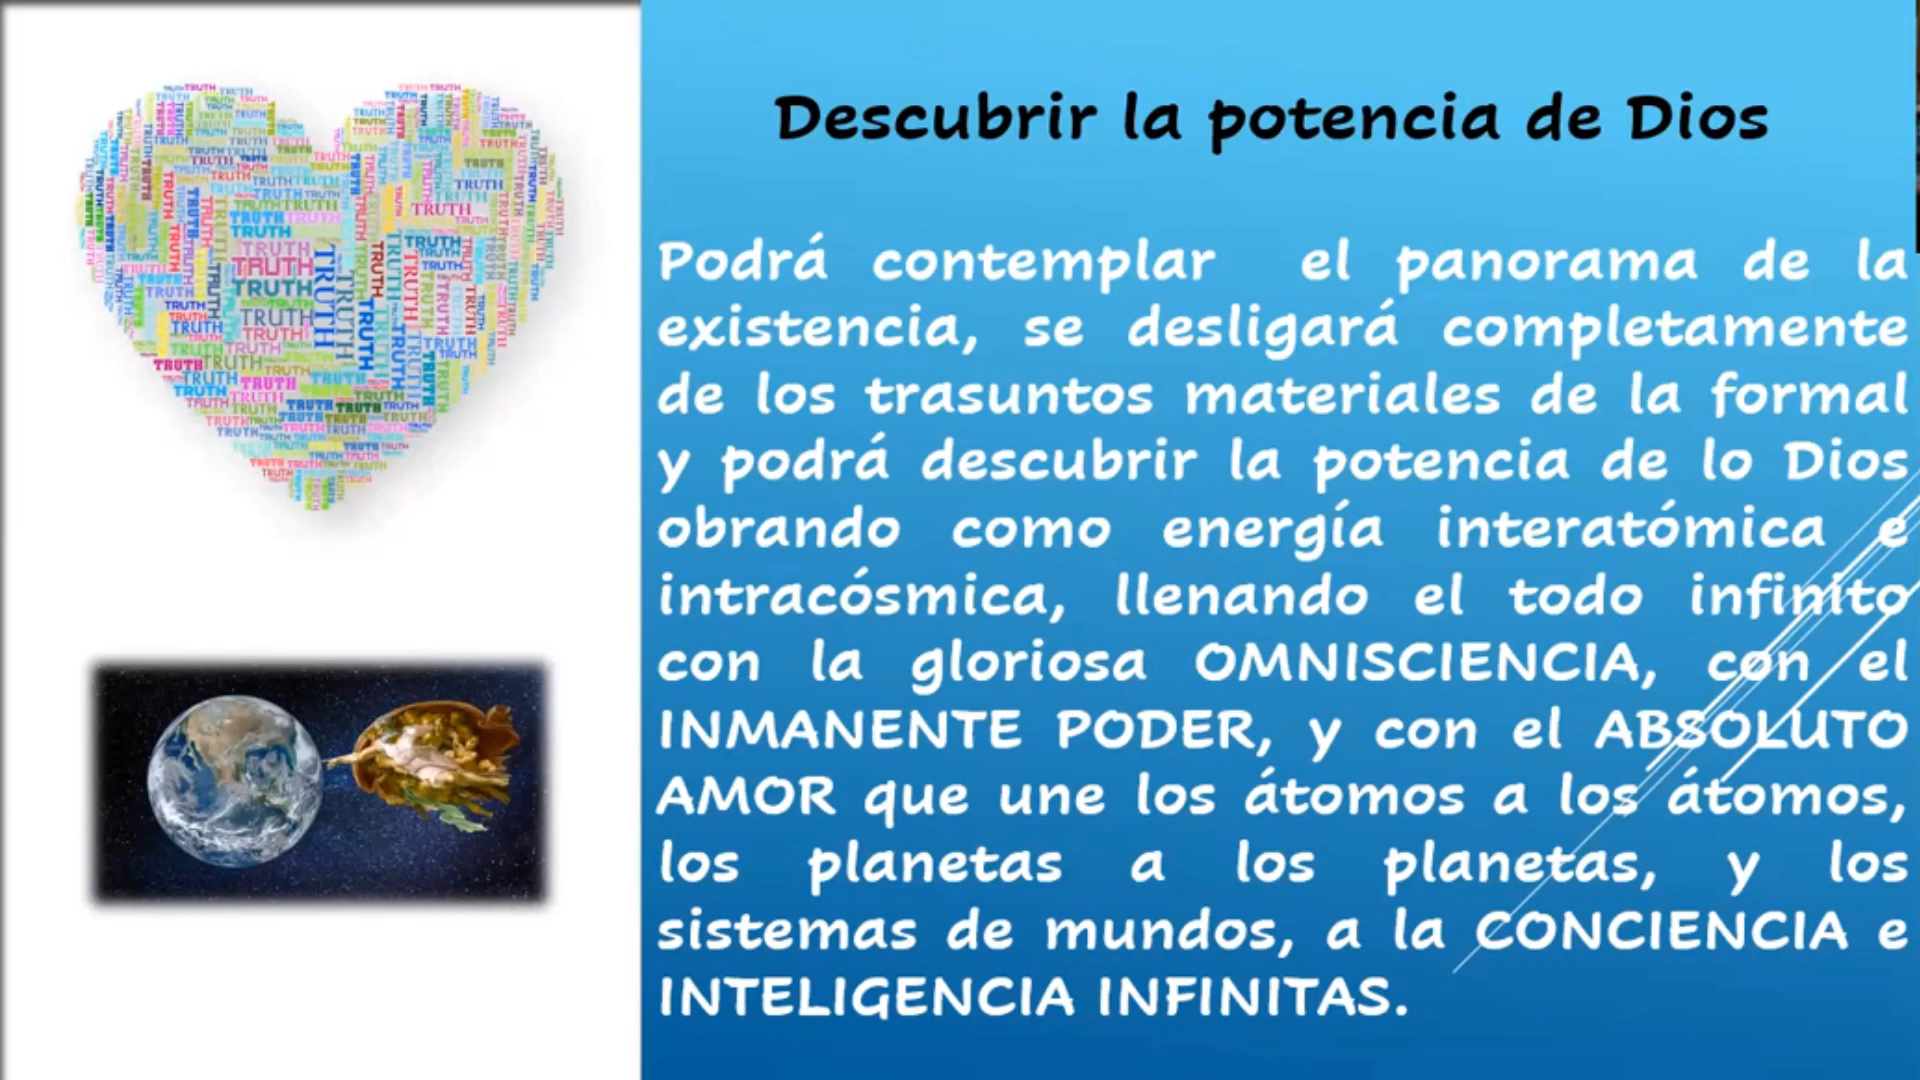 Descubrir la potencia de Dios
Podrá contemplar el panorama de la
existencia, se desligará completamente
de los trasuntos materiales de la formal
y podrá descubrir la potencia de lo Dios
obrando como energía interatómica e
intracósmica, llenando el todo infinito
con la gloriosa OMNISCIENCIA, con el
INMANENTE PODER, y con el ABSOLUTO
AMOR que une los átomos a los átomos,
los planetas a los planetas, y los
sistemas de mundos, a la CONCIENCIA e
INTELIGENCIA INFINITAS.
TRUTH